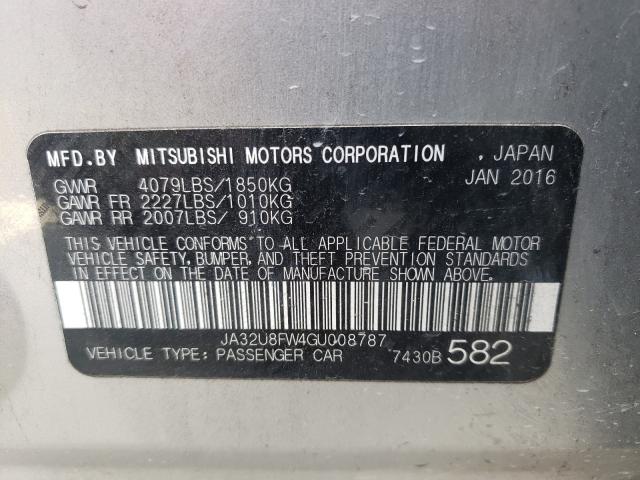 MFD.BY MITSUBISHI MOTORS CORPORATION , JAPAN
JAN 2016
GVWR 4079LBS/1850KG
GAWR FR 2227LBS/1010KG
GAWR RR 2007LBS/ 910KG
THIS VEHICLE CONFORMS TO ALL APPLICABLE FEDERAL MOTOR
VEHICLE SAFETY, BUMPER, AND THEFT PREVENTION STANDARDS
IN EFFECT ON THE DATE OF MANUFACTURE SHOWN ABOVE.
JA32U8FW4GU008787
VEHICLE TYPE: PASSENGER CAR 7430B 582